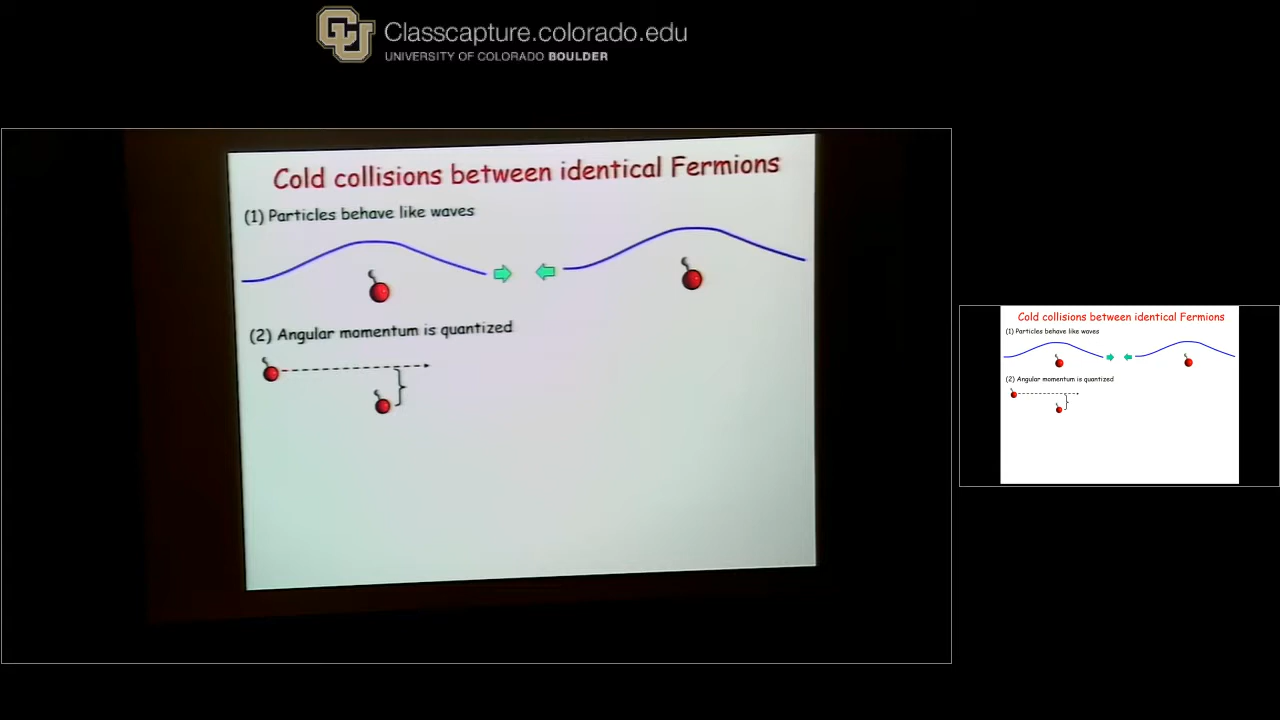 CU
Classcapture.colorado.edu
UNIVERSITY OF COLORADO BOULDER
Cold collisions between identical Fermions
(1) Particles behave like waves
(2) Angular momentum is quantized
Cold collisions between identical Fermions
(1) Particles behave like waves
(2) Angular momentum is quantized